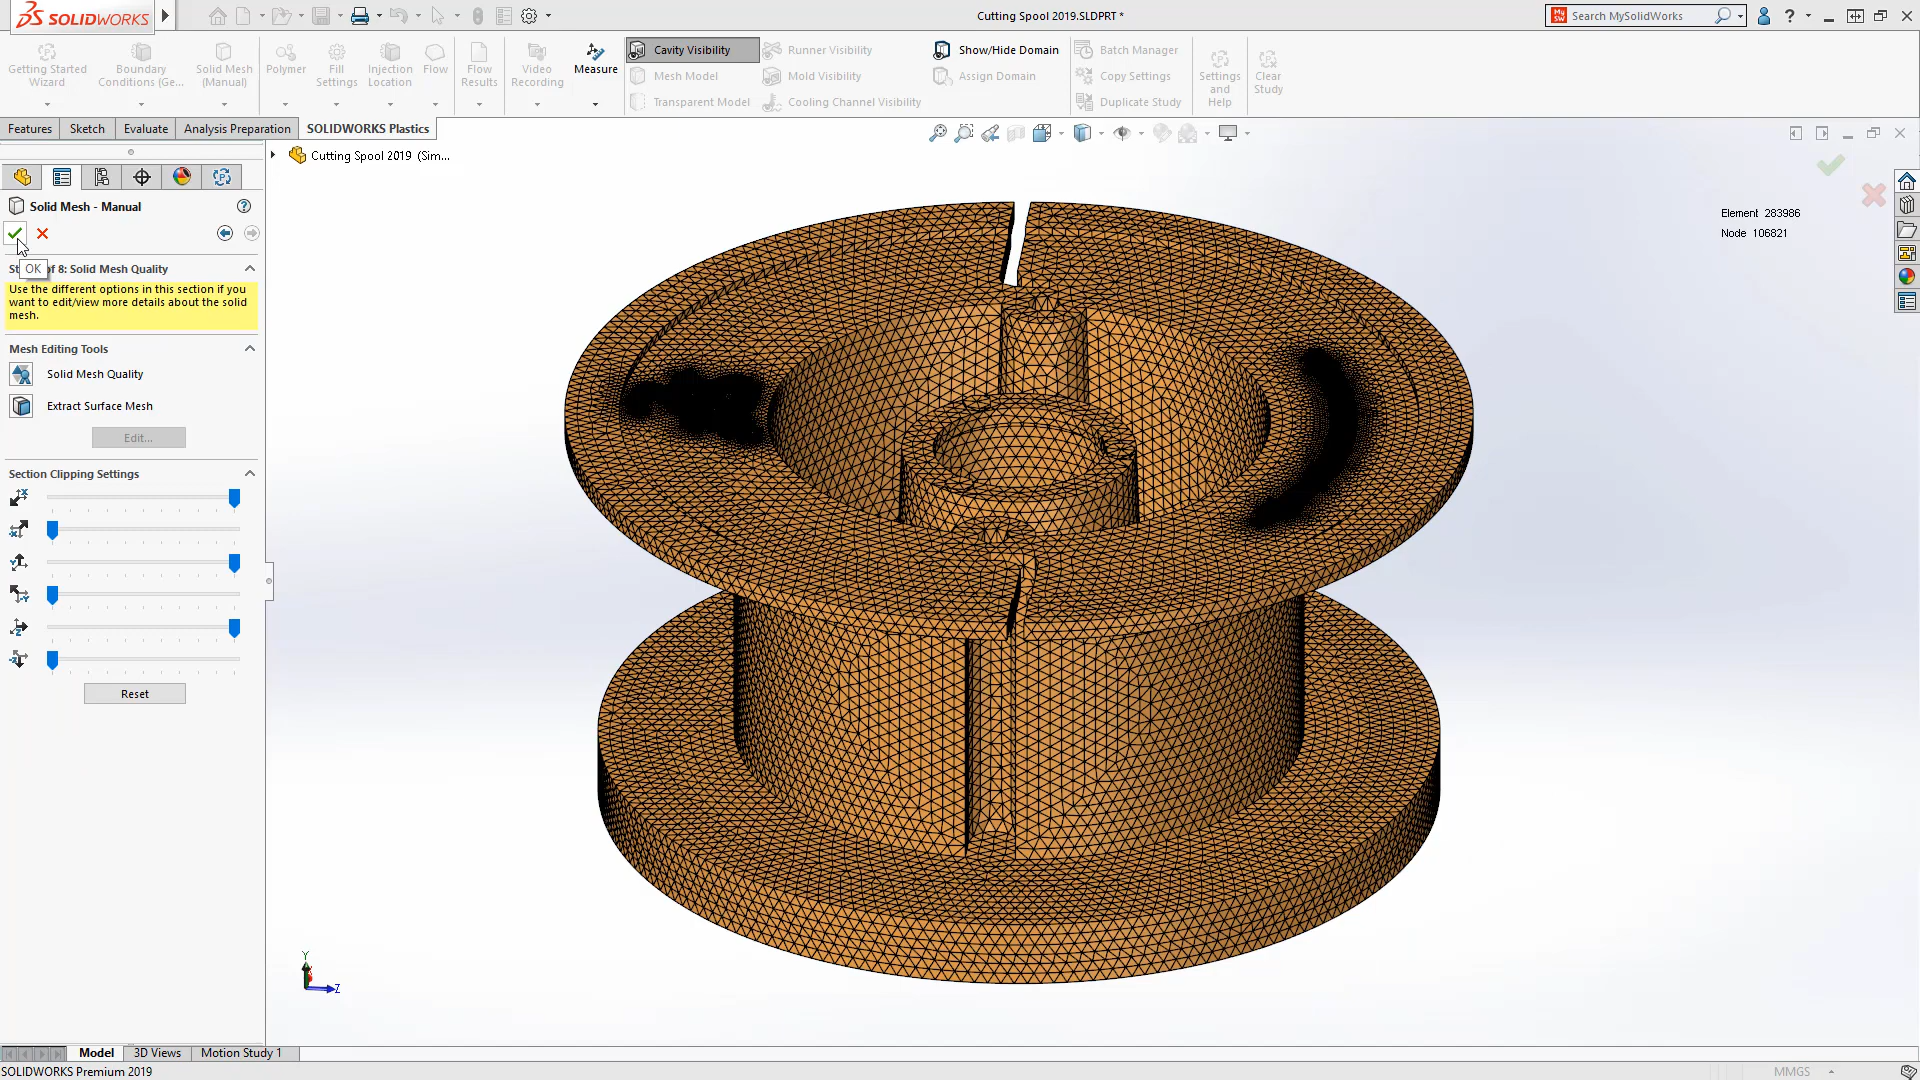 SOLIDWORKS
Cutting Spool 2019.SLDPRT *
Search MySolidWorks
Getting Started Wizard
Boundary Conditions (Ge...
Solid Mesh (Manual)
Polymer
Fill Settings
Injection Location
Flow
Flow Results
Video Recording
Measure
Cavity Visibility
Mesh Model
Transparent Model
Runner Visibility
Mold Visibility
Cooling Channel Visibility
Show/Hide Domain
Assign Domain
Batch Manager
Copy Settings
Duplicate Study
Settings and Help
Clear Study
Features
Sketch
Evaluate
Analysis Preparation
SOLIDWORKS Plastics
Cutting Spool 2019 (Sim...
Solid Mesh - Manual
OK
of 8: Solid Mesh Quality
Use the different options in this section if you
want to edit/view more details about the solid
mesh.
Mesh Editing Tools
Solid Mesh Quality
Extract Surface Mesh
Edit...
Section Clipping Settings
Reset
Element 283986
Node 106821
Y
Z
Model
3D Views
Motion Study 1
SOLIDWORKS Premium 2019
MMGS